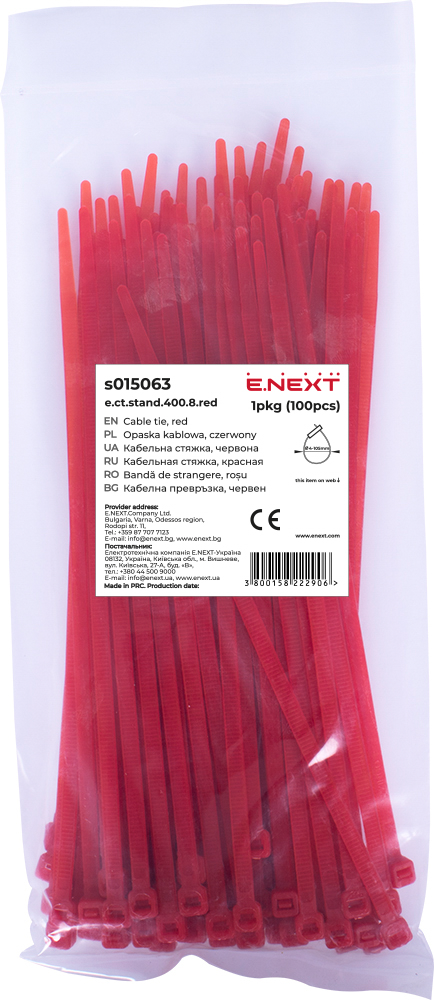 s015063
E.NEXT
e.ct.stand.400.8.red
1pkg (100pcs)
EN Cable tie, red
PL Opaska kablowa, czerwony
UA Кабельна стяжка, червона
RU Кабельная стяжка, красная
RO Bandă de strangere, roșu
BG Кабелна превръзка, червен
Ø4-105mm
this item on web
Provider address:
E.NEXT.Company Ltd.
Bulgaria, Varna, Odessos region,
Rodopi str. 11,
Tel.: +359 87 707 7123
E-mail: info@enext.bg, www.enext.bg
CE
www.enext.com
Постачальник:
Електротехнічна компанія E.NEXT-Україна
08132, Україна, Київська обл., м. Вишневе,
вул. Київська, 27-А, буд. «В»,
тел.: +380 44 500 9000
E-mail: info@enext.ua, www.enext.ua
Made in PRC. Production date:
3 800158 222906 >